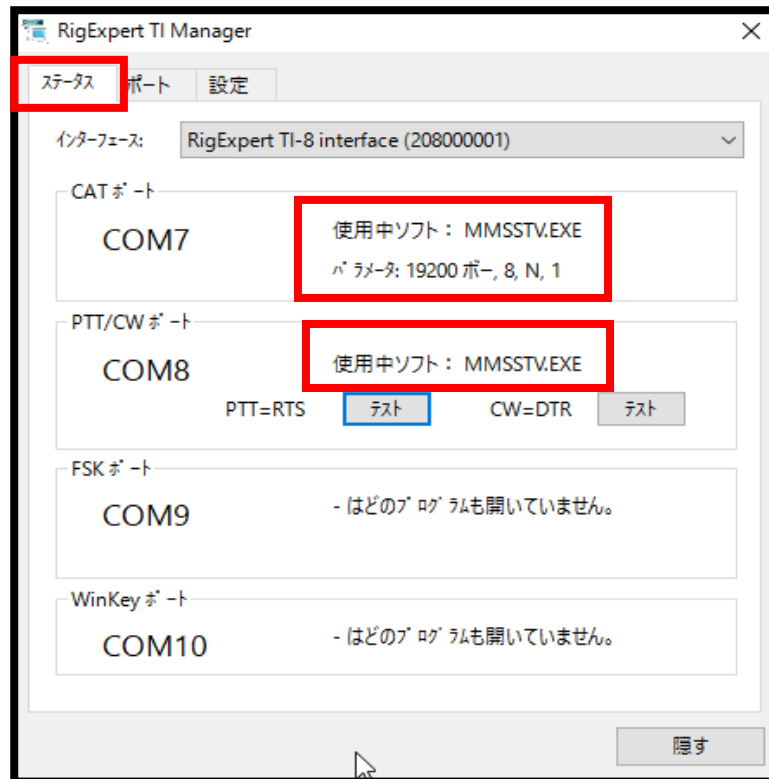 RigExpert TI Manager
ｽﾃｰﾀｽ ﾎﾟｰﾄ 設定
ｲﾝﾀｰﾌｪｰｽ: RigExpert TI-8 interface (208000001)
CAT ﾎﾟｰﾄ
COM7
使用中ソフト： MMSSTV.EXE
ﾊﾟﾗﾒｰﾀ: 19200 ボー, 8, N, 1
PTT/CW ﾎﾟｰﾄ
COM8
使用中ソフト： MMSSTV.EXE
PTT=RTS ﾃｽﾄ CW=DTR ﾃｽﾄ
FSK ﾎﾟｰﾄ
COM9
- はどのﾌﾟﾛｸﾞﾗﾑも開いていません。
WinKey ﾎﾟｰﾄ
COM10
- はどのﾌﾟﾛｸﾞﾗﾑも開いていません。
隠す